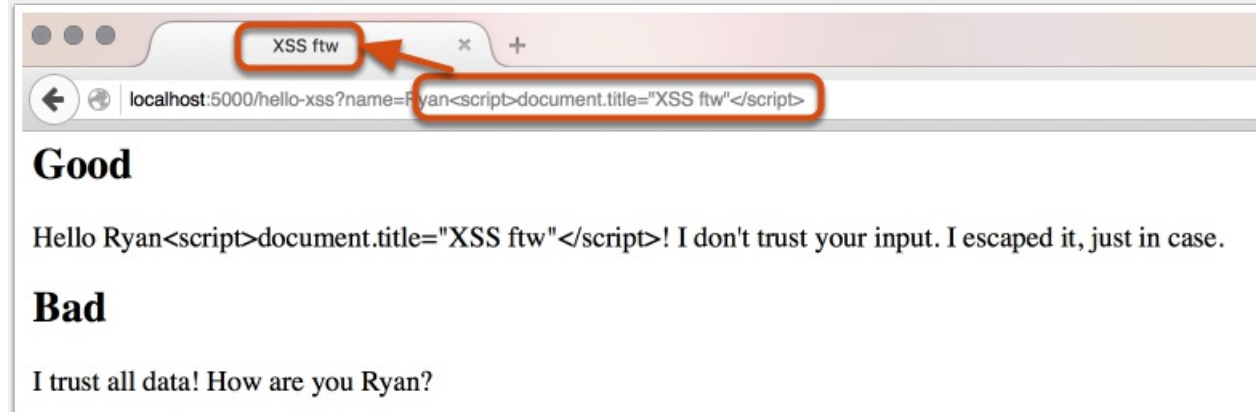 XSS ftw
localhost:5000/hello-xss?name=Ryan<script>document.title="XSS ftw"</script>
Good
Hello Ryan<script>document.title="XSS ftw"</script>! I don't trust your input. I escaped it, just in case.
Bad
I trust all data! How are you Ryan?